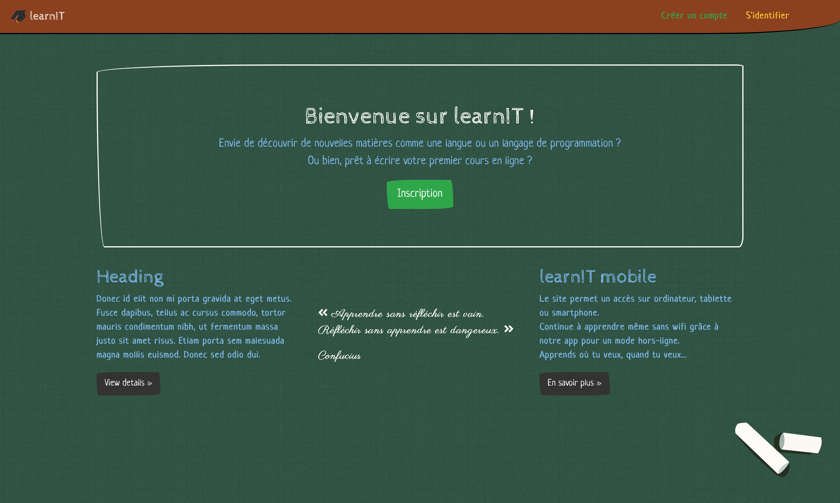 learnIT
Créer un compte
S'identifier
Bienvenue sur learnIT !
Envie de découvrir de nouvelles matières comme une langue ou un langage de programmation ?
Ou bien, prêt à écrire votre premier cours en ligne ?
Inscription
Heading
Donec id elit non mi porta gravida at eget metus.
Fusce dapibus, tellus ac cursus commodo, tortor
mauris condimentum nibh, ut fermentum massa
justo sit amet risus. Etiam porta sem malesuada
magna mollis euismod. Donec sed odio dui.
View details »
« Apprendre sans réfléchir est vain.
Réfléchir sans apprendre est dangereux. »
Confucius
learnIT mobile
Le site permet un accès sur ordinateur, tablette
ou smartphone.
Continue à apprendre même sans wifi grâce à
notre app pour un mode hors-ligne.
Apprends où tu veux, quand tu veux...
En savoir plus »